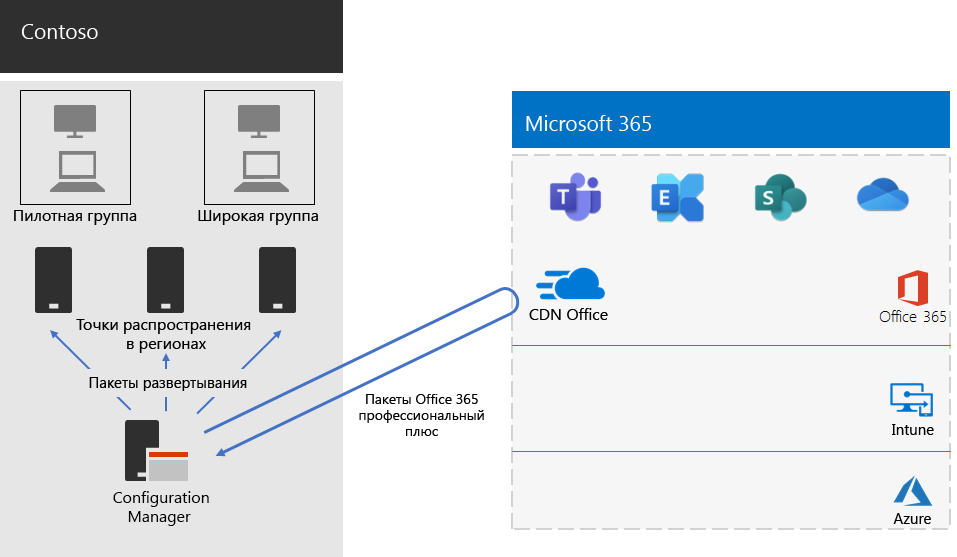 Contoso
Пилотная группа
Широкая группа
Точки распространения
в регионах
Пакеты развертывания
Configuration
Manager
Пакеты Office 365
профессиональный
плюс
Microsoft 365
T
E
S
CDN Office
Office 365
Intune
Azure